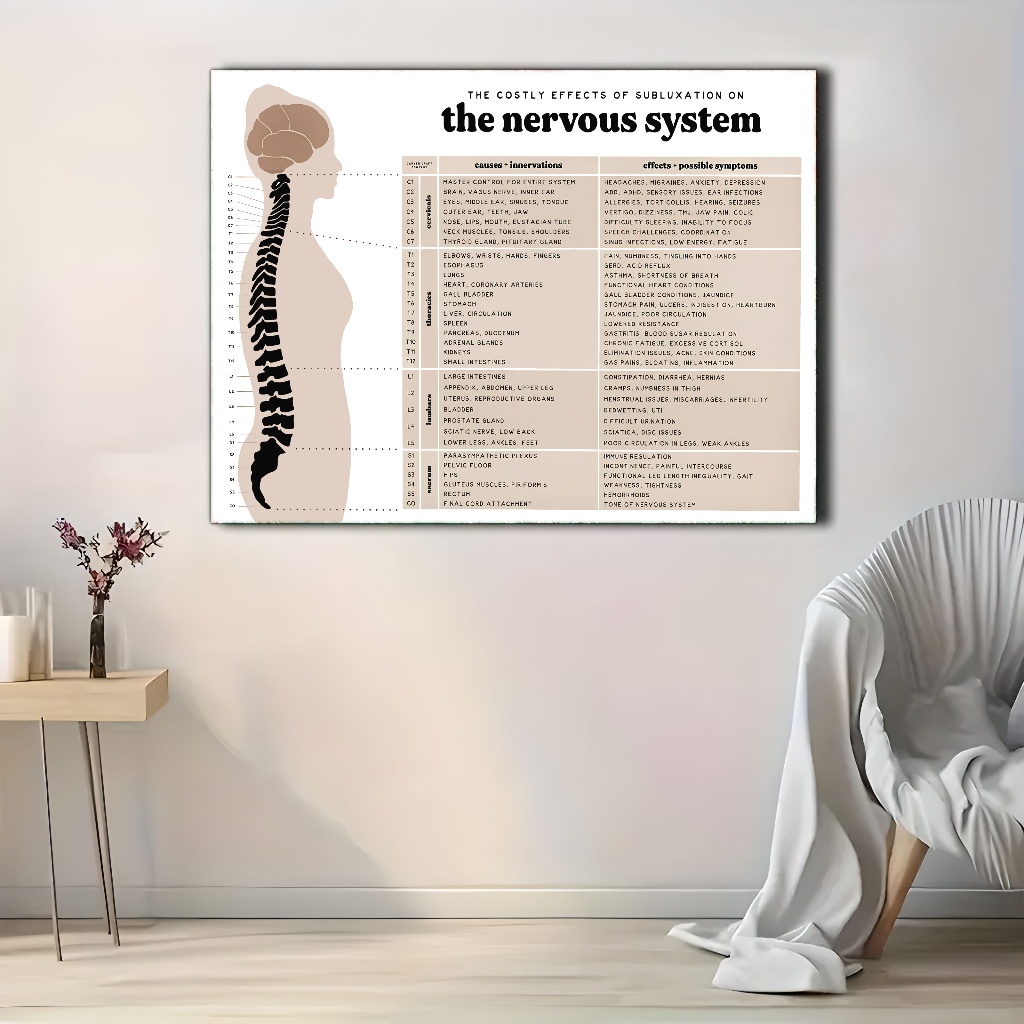 THE COSTLY EFFECTS OF SUBLUXATION ON
the nervous system
causes + innervations effects + possible symptoms
cervicals
C1 MASTER CONTROL FOR ENTIRE SYSTEM HEADACHES, MIGRAINES, ANXIETY, DEPRESSION
C2 BRAIN, VAGUS NERVE, INNER EAR ADD, ADHD, SENSORY ISSUES, EAR INFECTIONS
C3 EYES, MIDDLE EAR, SINUSES, TONGUE ALLERGIES, TORT COLLIS, HEARING, SEIZURES
C4 OUTER EAR, TEETH, JAW VERTIGO, DIZZINESS, TMJ, JAW PAIN, COLIC
C5 NOSE, LIPS, MOUTH, EUSTACIAN TUBE DIFFICULTY SLEEPING, INABILITY TO FOCUS
C6 NECK MUSCLES, TONSILS, SHOULDERS SPEECH CHALLENGES, COORDINATION
C7 THYROID GLAND, PITUITARY GLAND SINUS INFECTIONS, LOW ENERGY, FATIGUE
thoracics
T1 ELBOWS, WRISTS, HANDS, FINGERS PAIN, NUMBNESS, TINGLING INTO HANDS
T2 ESOPHAGUS GERD, ACID REFLUX
T3 LUNGS ASTHMA, SHORTNESS OF BREATH
T4 HEART, CORONARY ARTERIES FUNCTIONAL HEART CONDITIONS
T5 GALL BLADDER GALL BLADDER CONDITIONS, JAUNDICE
T6 STOMACH STOMACH PAIN, ULCERS, INDIGESTION, HEARTBURN
T7 LIVER, CIRCULATION JAUNDICE, POOR CIRCULATION
T8 SPLEEN LOWERED RESISTANCE
T9 PANCREAS, DUODENUM GASTRITIS, BLOOD SUGAR REGULATION
T10 ADRENAL GLANDS CHRONIC FATIGUE, EXCESSIVE CORTISOL
T11 KIDNEYS ELIMINATION ISSUES, ACNE, SKIN CONDITIONS
T12 SMALL INTESTINES GAS PAINS, BLOATING, INFLAMMATION
lumbars
L1 LARGE INTESTINES CONSTIPATION, DIARRHEA, HERNIAS
L2 APPENDIX, ABDOMEN, UPPER LEG CRAMPS, NUMBNESS IN THIGH
UTERUS, REPRODUCTIVE ORGANS MENSTRUAL ISSUES, MISCARRIAGES, INFERTILITY
L3 BLADDER BEDWETTING, UTI
L4 PROSTATE GLAND DIFFICULT URINATION
SCIATIC NERVE, LOW BACK SCIATICA, DISC ISSUES
L5 LOWER LEGS, ANKLES, FEET POOR CIRCULATION IN LEGS, WEAK ANKLES
sacrum
S1 PARASYMPATHETIC PLEXUS IMMUNE REGULATION
S2 PELVIC FLOOR INCONTINENCE, PAINFUL INTERCOURSE
S3 HIPS FUNCTIONAL LEG LENGTH INEQUALITY, GAIT
S4 GLUTEUS MUSCLES, PIRIFORMIS WEAKNESS, TIGHTNESS
S5 RECTUM HEMORRHOIDS
CO FINAL CORD ATTACHMENT TONE OF NERVOUS SYSTEM